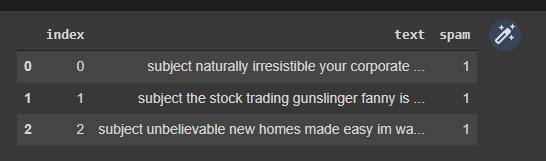 index text spam
0 0 subject naturally irresistible your corporate ... 1
1 1 subject the stock trading gunslinger fanny is ... 1
2 2 subject unbelievable new homes made easy im wa... 1